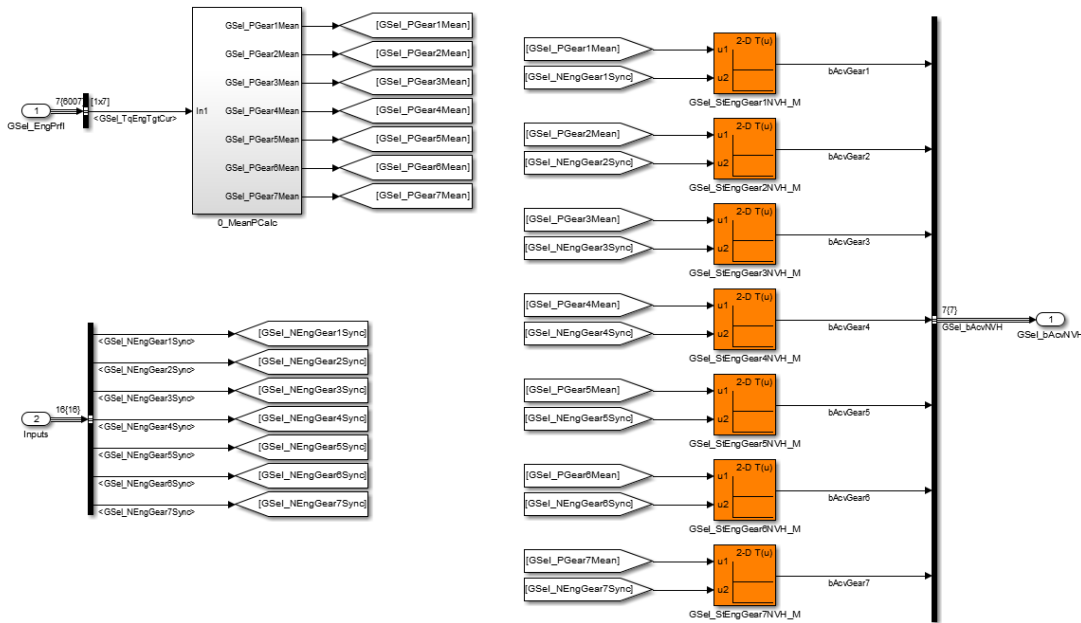 7{6007}
[1x7]
1
GSel_EngPrfl
<GSel_TqEngTgtCur>
In1
GSel_PGear1Mean
GSel_PGear2Mean
GSel_PGear3Mean
GSel_PGear4Mean
GSel_PGear5Mean
GSel_PGear6Mean
GSel_PGear7Mean
0_MeanPCalc
[GSel_PGear1Mean]
[GSel_PGear2Mean]
[GSel_PGear3Mean]
[GSel_PGear4Mean]
[GSel_PGear5Mean]
[GSel_PGear6Mean]
[GSel_PGear7Mean]
16{16}
2
Inputs
<GSel_NEngGear1Sync>
<GSel_NEngGear2Sync>
<GSel_NEngGear3Sync>
<GSel_NEngGear4Sync>
<GSel_NEngGear5Sync>
<GSel_NEngGear6Sync>
<GSel_NEngGear7Sync>
[GSel_NEngGear1Sync]
[GSel_NEngGear2Sync]
[GSel_NEngGear3Sync]
[GSel_NEngGear4Sync]
[GSel_NEngGear5Sync]
[GSel_NEngGear6Sync]
[GSel_NEngGear7Sync]
[GSel_PGear1Mean]
[GSel_NEngGear1Sync]
2-D T(u)
u1
u2
GSel_StEngGear1NVH_M
bAcvGear1
[GSel_PGear2Mean]
[GSel_NEngGear2Sync]
2-D T(u)
u1
u2
GSel_StEngGear2NVH_M
bAcvGear2
[GSel_PGear3Mean]
[GSel_NEngGear3Sync]
2-D T(u)
u1
u2
GSel_StEngGear3NVH_M
bAcvGear3
[GSel_PGear4Mean]
[GSel_NEngGear4Sync]
2-D T(u)
u1
u2
GSel_StEngGear4NVH_M
bAcvGear4
[GSel_PGear5Mean]
[GSel_NEngGear5Sync]
2-D T(u)
u1
u2
GSel_StEngGear5NVH_M
bAcvGear5
[GSel_PGear6Mean]
[GSel_NEngGear6Sync]
2-D T(u)
u1
u2
GSel_StEngGear6NVH_M
bAcvGear6
[GSel_PGear7Mean]
[GSel_NEngGear7Sync]
2-D T(u)
u1
u2
GSel_StEngGear7NVH_M
bAcvGear7
7{7}
GSel_bAcvNVH
1
GSel_bAcvNVH